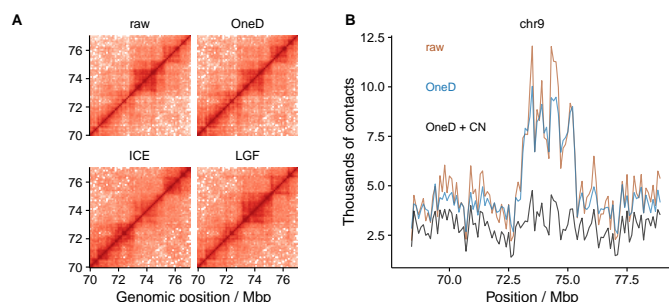 A
raw
OneD
76
74
72
70
ICE
LGF
76
74
72
70
70 72 74 76 70 72 74 76
Genomic position / Mbp
B
chr9
Thousands of contacts
12.5
10.0
7.5
5.0
2.5
raw
OneD
OneD + CN
70.0 72.5 75.0 77.5
Position / Mbp